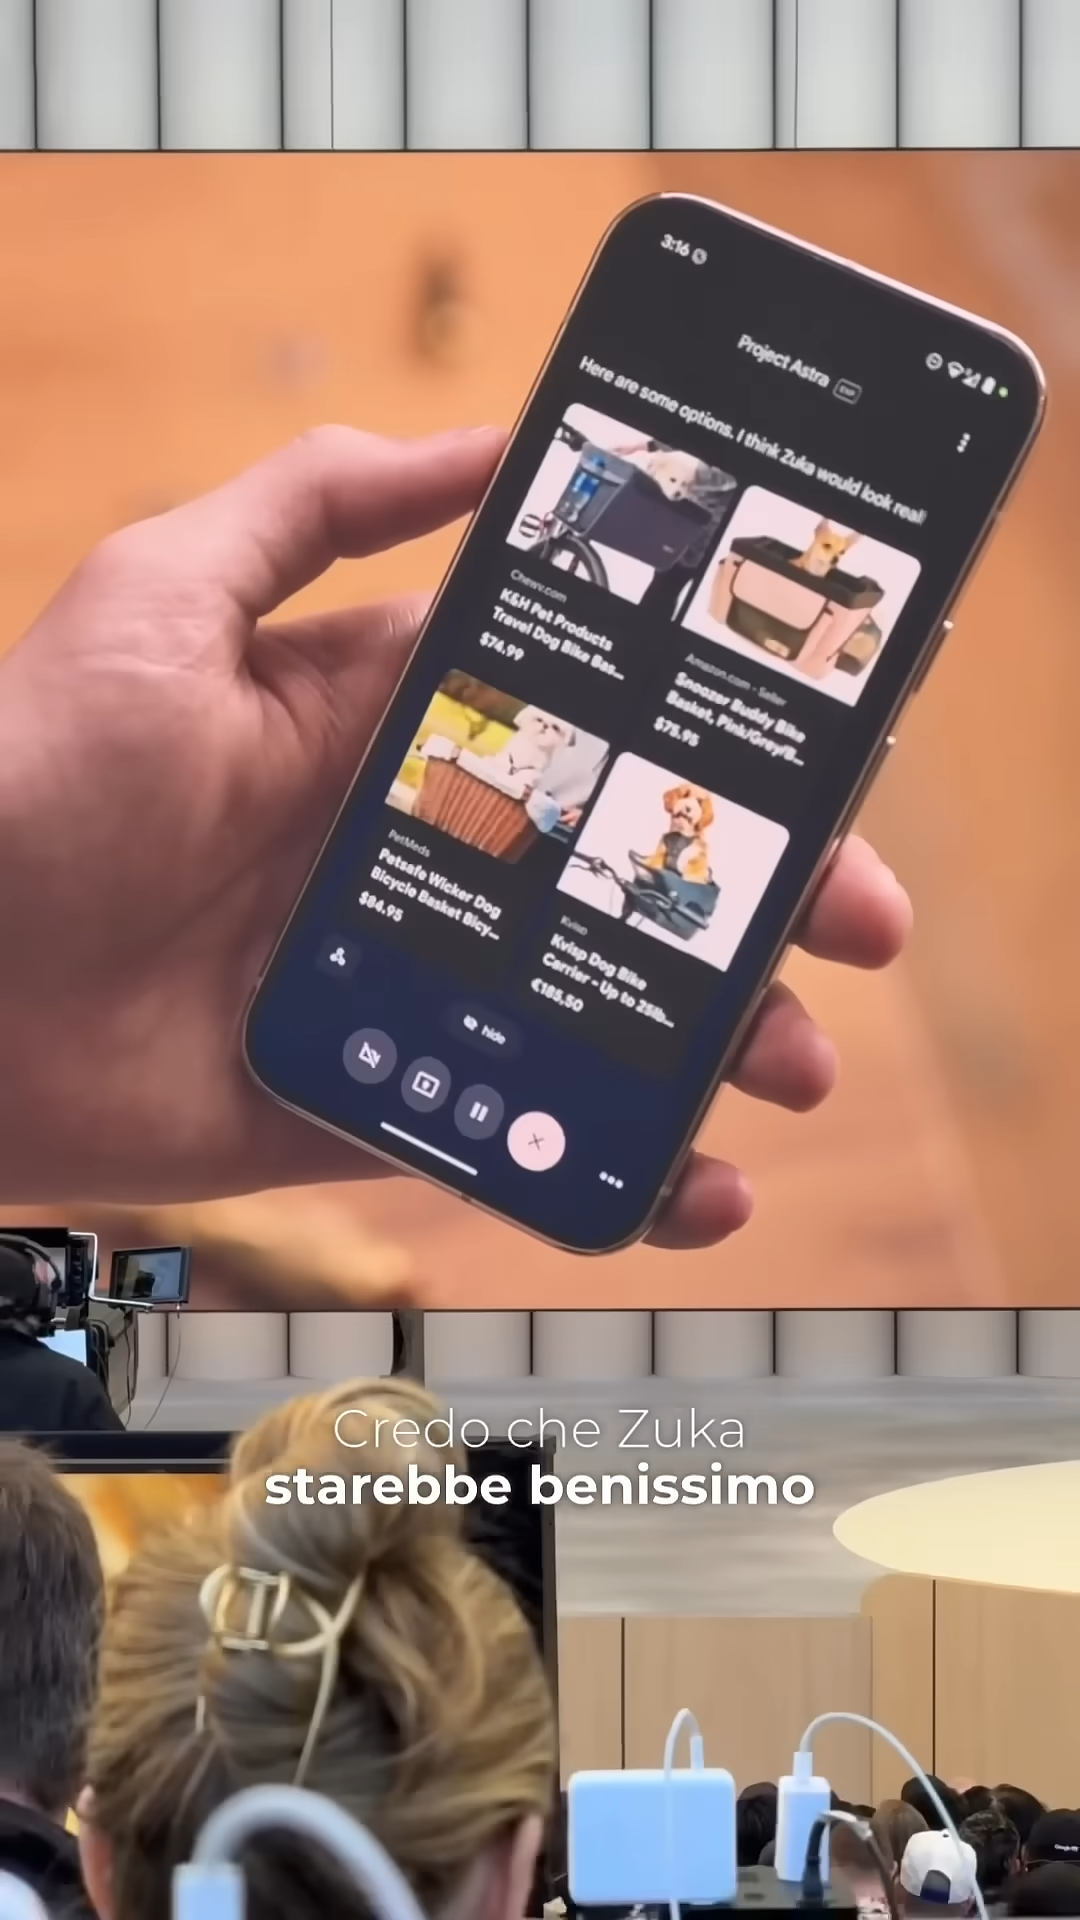 3:16
Project Astra EXP
Here are some options. I think Zuka would look real
Chewy.com
K&H Pet Products
Travel Dog Bike Bas...
$74.99
Amazon.com - Seller
Snoozer Buddy Bike
Basket, Pink/Grey/B...
$75.95
PetMeds
Petsafe Wicker Dog
Bicycle Basket Bicy...
$84.95
Kvisp
Kvisp Dog Bike
Carrier - Up to 25lb...
€185,50
hide
Credo che Zuka
starebbe benissimo